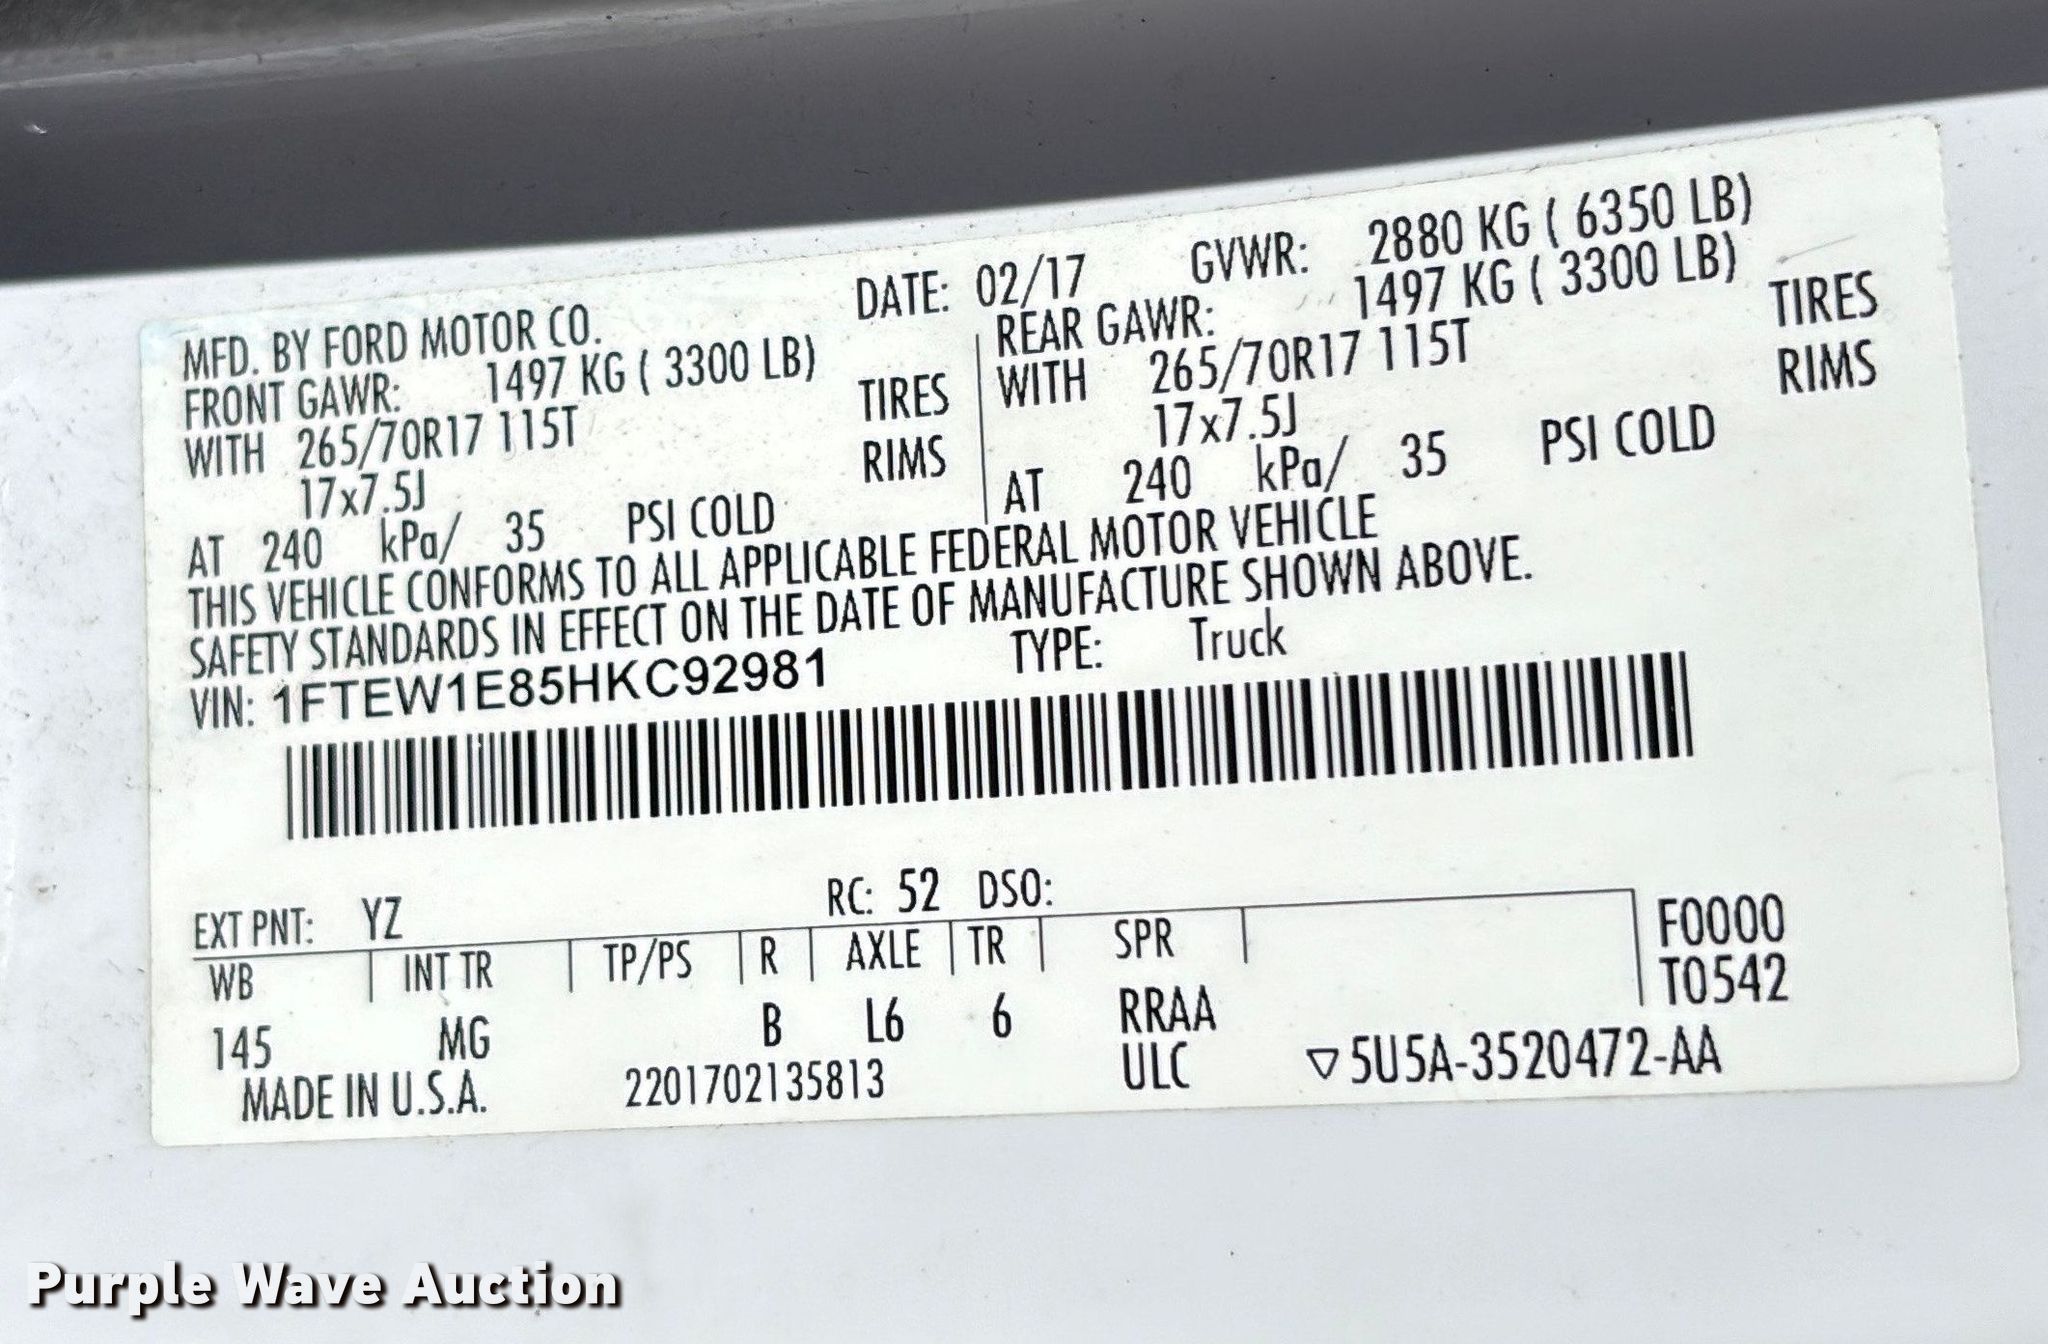 MFD. BY FORD MOTOR CO. DATE: 02/17 GVWR: 2880 KG ( 6350 LB)
FRONT GAWR: 1497 KG ( 3300 LB) REAR GAWR: 1497 KG ( 3300 LB)
WITH 265/70R17 115T TIRES WITH 265/70R17 115T TIRES
17x7.5J RIMS 17x7.5J RIMS
AT 240 kPa/ 35 PSI COLD AT 240 kPa/ 35 PSI COLD
THIS VEHICLE CONFORMS TO ALL APPLICABLE FEDERAL MOTOR VEHICLE
SAFETY STANDARDS IN EFFECT ON THE DATE OF MANUFACTURE SHOWN ABOVE.
VIN: 1FTEW1E85HKC92981 TYPE: Truck
EXT PNT: YZ RC: 52 DSO:
WB INT TR TP/PS R AXLE TR SPR F0000
145 MG B L6 6 RRAA T0542
MADE IN U.S.A. 2201702135813 ULC ▽5U5A-3520472-AA
Purple Wave Auction